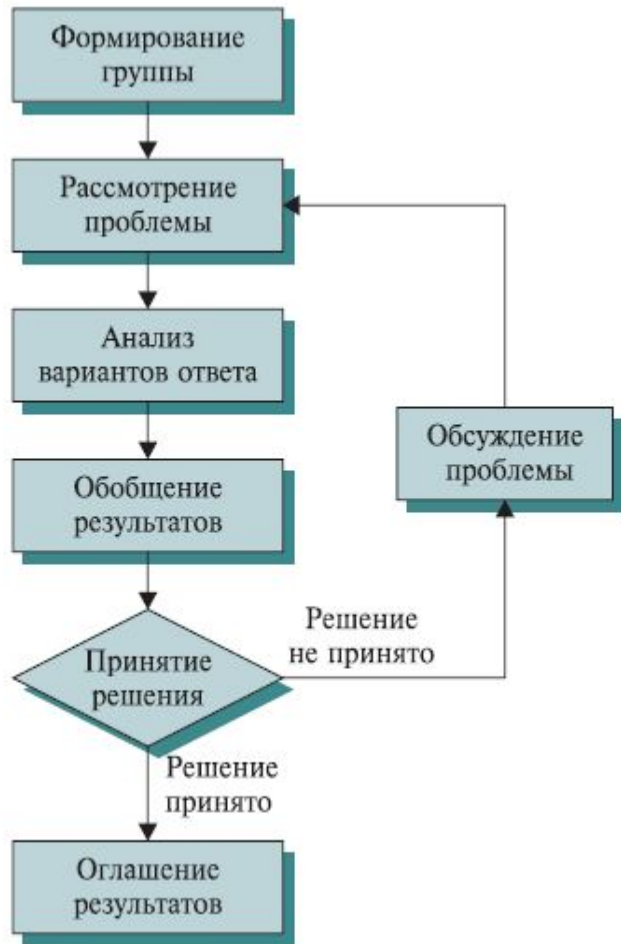 Формирование
группы
Рассмотрение
проблемы
Анализ
вариантов ответа
Обсуждение
проблемы
Обобщение
результатов
Решение
не принято
Принятие
решения
Решение
принято
Оглашение
результатов